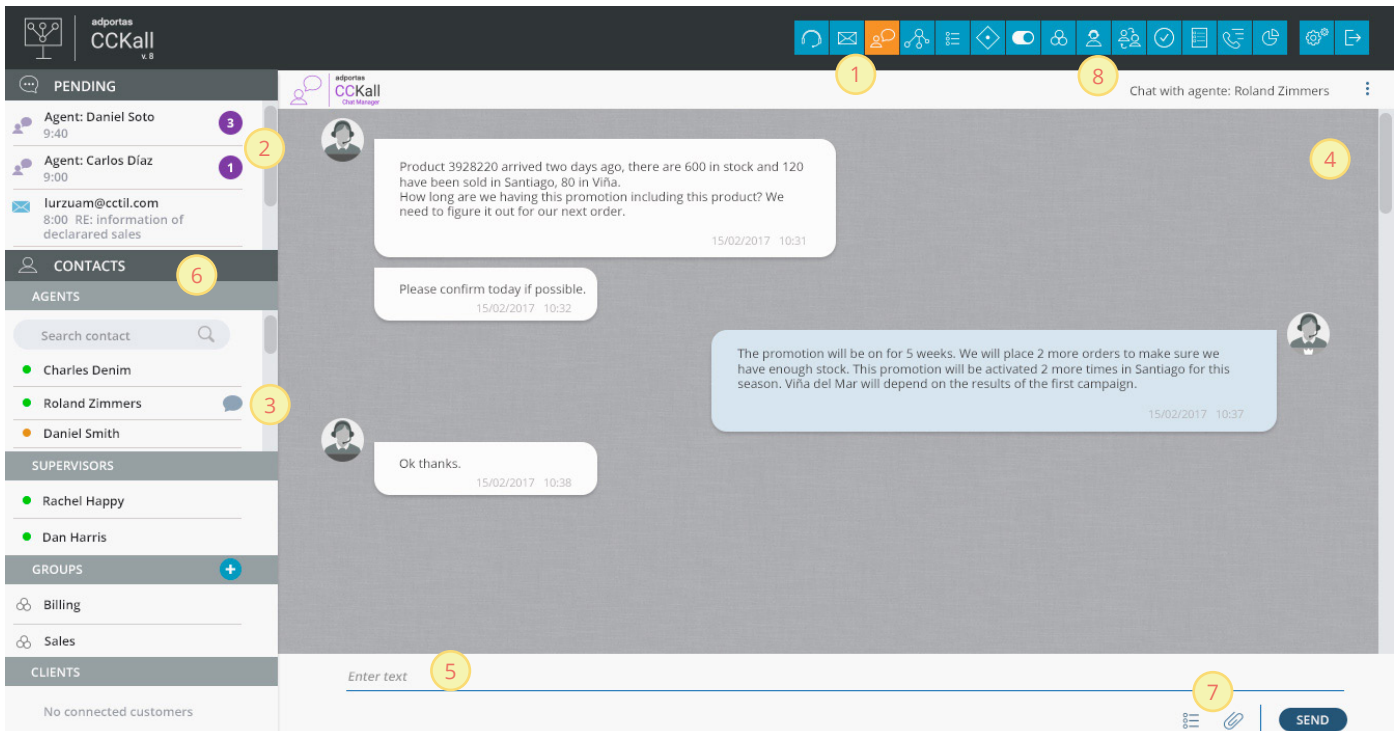 adportas
CCKall
v. 8
1
8
PENDING
adportas
CCKall
Chat Manager
Chat with agente: Roland Zimmers
Agent: Daniel Soto
3
9:40
2
Agent: Carlos Díaz
1
9:00
lurzuam@cctil.com
8:00 RE: information of
declarared sales
CONTACTS
6
AGENTS
Search contact
Charles Denim
Roland Zimmers
3
Daniel Smith
SUPERVISORS
Rachel Happy
Dan Harris
GROUPS
Billing
Sales
CLIENTS
No connected customers
4
Product 3928220 arrived two days ago, there are 600 in stock and 120
have been sold in Santiago, 80 in Viña.
How long are we having this promotion including this product? We
need to figure it out for our next order.
15/02/2017 10:31
Please confirm today if possible.
15/02/2017 10:32
The promotion will be on for 5 weeks. We will place 2 more orders to make sure we
have enough stock. This promotion will be activated 2 more times in Santiago for this
season. Viña del Mar will depend on the results of the first campaign.
15/02/2017 10:37
Ok thanks.
15/02/2017 10:38
Enter text
5
7
SEND